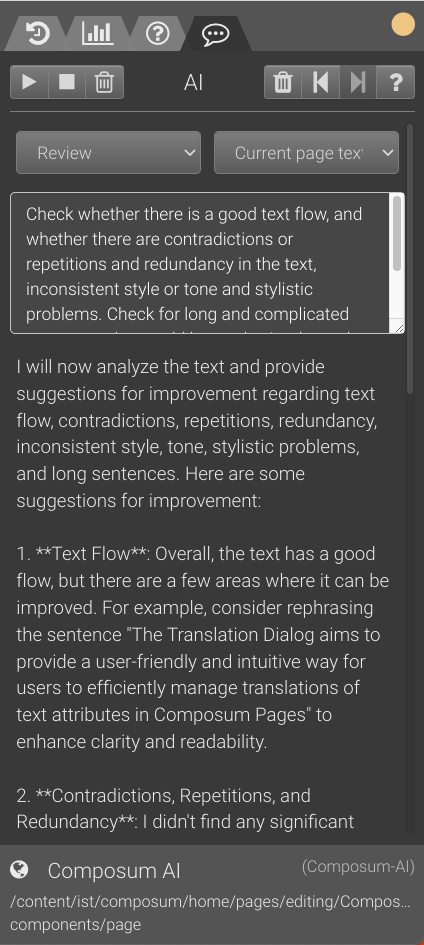 AI
?
Review
Current page tex
Check whether there is a good text flow, and
whether there are contradictions or
repetitions and redundancy in the text,
inconsistent style or tone and stylistic
problems. Check for long and complicated
I will now analyze the text and provide
suggestions for improvement regarding text
flow, contradictions, repetitions, redundancy,
inconsistent style, tone, stylistic problems,
and long sentences. Here are some
suggestions for improvement:
1. **Text Flow**: Overall, the text has a good
flow, but there are a few areas where it can be
improved. For example, consider rephrasing
the sentence "The Translation Dialog aims to
provide a user-friendly and intuitive way for
users to efficiently manage translations of
text attributes in Composum Pages" to
enhance clarity and readability.
2. **Contradictions, Repetitions, and
Redundancy**: I didn't find any significant
Composum AI
(Composum-AI)
/content/ist/composum/home/pages/editing/Compos...
components/page